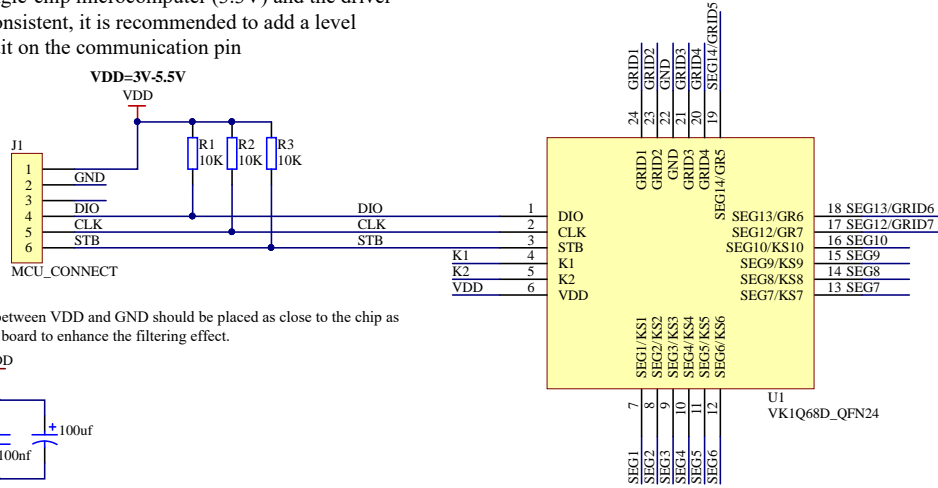 (3.3V) and the driver
consistent, it is recommended to add a level
on the communication pin
VDD=3V-5.5V
VDD
J1
1
2
3
4
5
6
GND
DIO
CLK
STB
MCU_CONNECT
R1
10K
R2
10K
R3
10K
DIO
CLK
STB
K1
K2
VDD
1
2
3
4
5
6
DIO
CLK
STB
K1
K2
VDD
GRID1
GRID2
GND
GRID3
GRID4
SEG14/GRID5
24
23
22
21
20
19
GRID1
GRID2
GND
GRID3
GRID4
SEG14/GR5
SEG13/GR6
SEG12/GR7
SEG10/KS10
SEG9/KS9
SEG8/KS8
SEG7/KS7
18 SEG13/GRID6
17 SEG12/GRID7
16 SEG10
15 SEG9
14 SEG8
13 SEG7
SEG1/KS1
SEG2/KS2
SEG3/KS3
SEG4/KS4
SEG5/KS5
SEG6/KS6
7
8
9
10
11
12
SEG1
SEG2
SEG3
SEG4
SEG5
SEG6
U1
VK1Q68D_QFN24
between VDD and GND should be placed as close to the chip as
board to enhance the filtering effect.
+
100uf
100nf